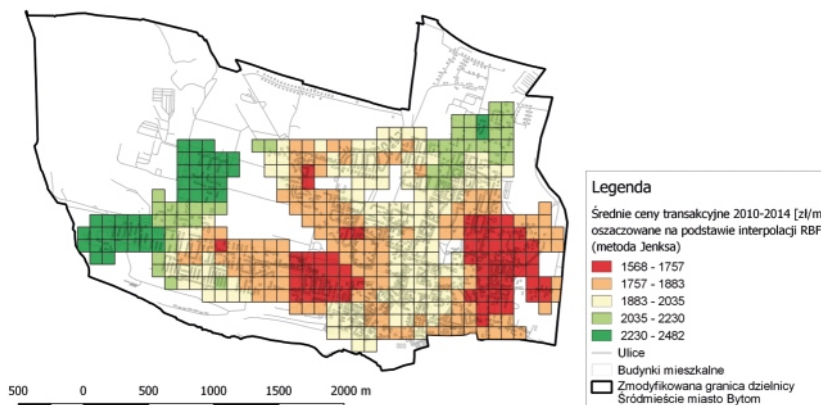 Legenda
Średnie ceny transakcyjne 2010-2014 [zł/m
oszaczowane na podstawie interpolacji RBF
(metoda Jenksa)
1568 - 1757
1757 - 1883
1883 - 2035
2035 - 2230
2230 - 2482
Ulice
Budynki mieszkalne
Zmodyfikowana granica dzielnicy
Śródmieście miasto Bytom
500 0 500 1000 1500 2000 m